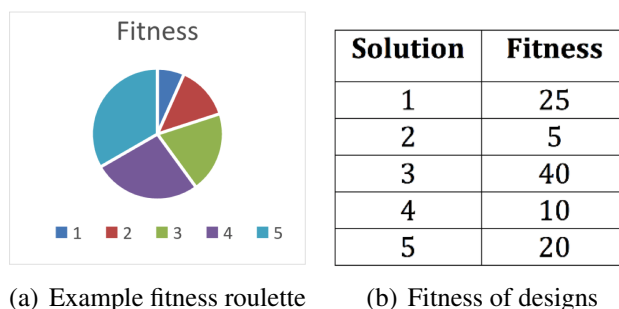 Fitness
1 2 3 4 5
(a) Example fitness roulette
Solution Fitness
1 25
2 5
3 40
4 10
5 20
(b) Fitness of designs